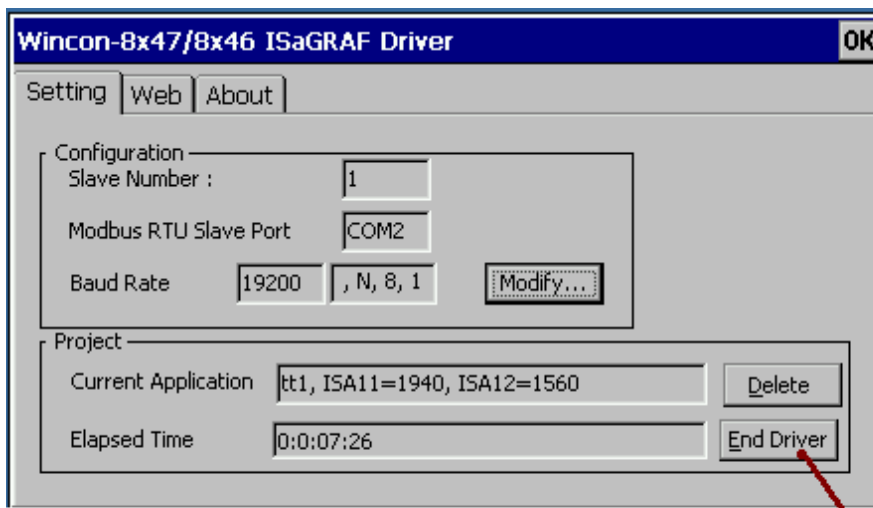 Wincon-8x47/8x46 ISaGRAF Driver OK
Setting Web About
Configuration
Slave Number : 1
Modbus RTU Slave Port COM2
Baud Rate 19200 , N, 8, 1 Modify...
Project
Current Application tt1, ISA11=1940, ISA12=1560 Delete
Elapsed Time 0:0:07:26 End Driver